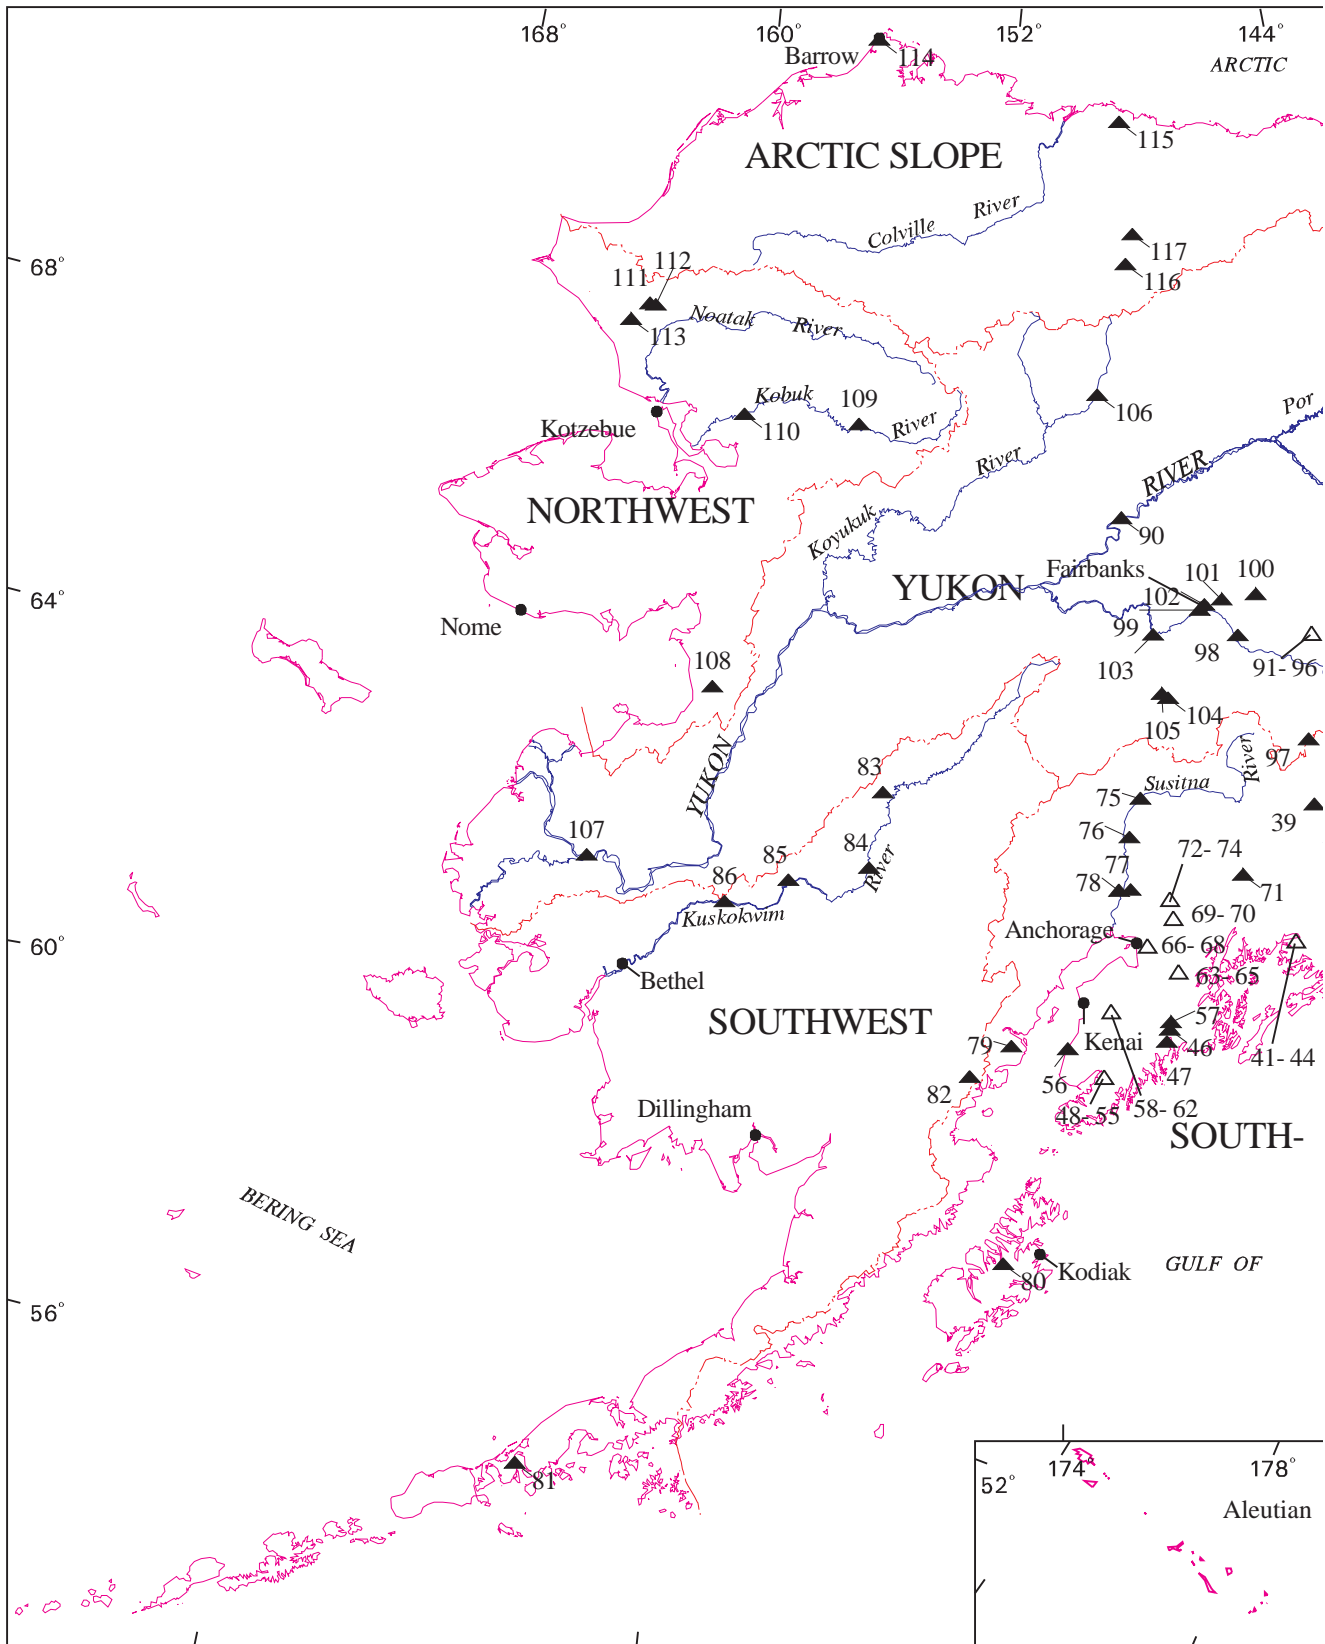 168°
160°
152°
144°
Barrow
114
ARCTIC
115
ARCTIC SLOPE
Colville River
117
68°
112
111
116
Noatak River
113
Kobuk River
109
106
110
Kotzebue
Por
River
RIVER
NORTHWEST
Koyukuk
90
Fairbanks
101
100
YUKON
102
64°
Nome
99
98
103
91- 96
108
104
105
97
River
YUKON
83
Susitna
75
39
76
107
72- 74
84
85
77
River
86
78
71
Kuskokwim
69- 70
Anchorage
60°
66- 68
Bethel
63- 65
SOUTHWEST
57
79
Kenai
46
41- 44
56
47
82
48- 55
58- 62
Dillingham
SOUTH-
BERING SEA
GULF OF
Kodiak
80
56°
174°
178°
81
52°
Aleutian